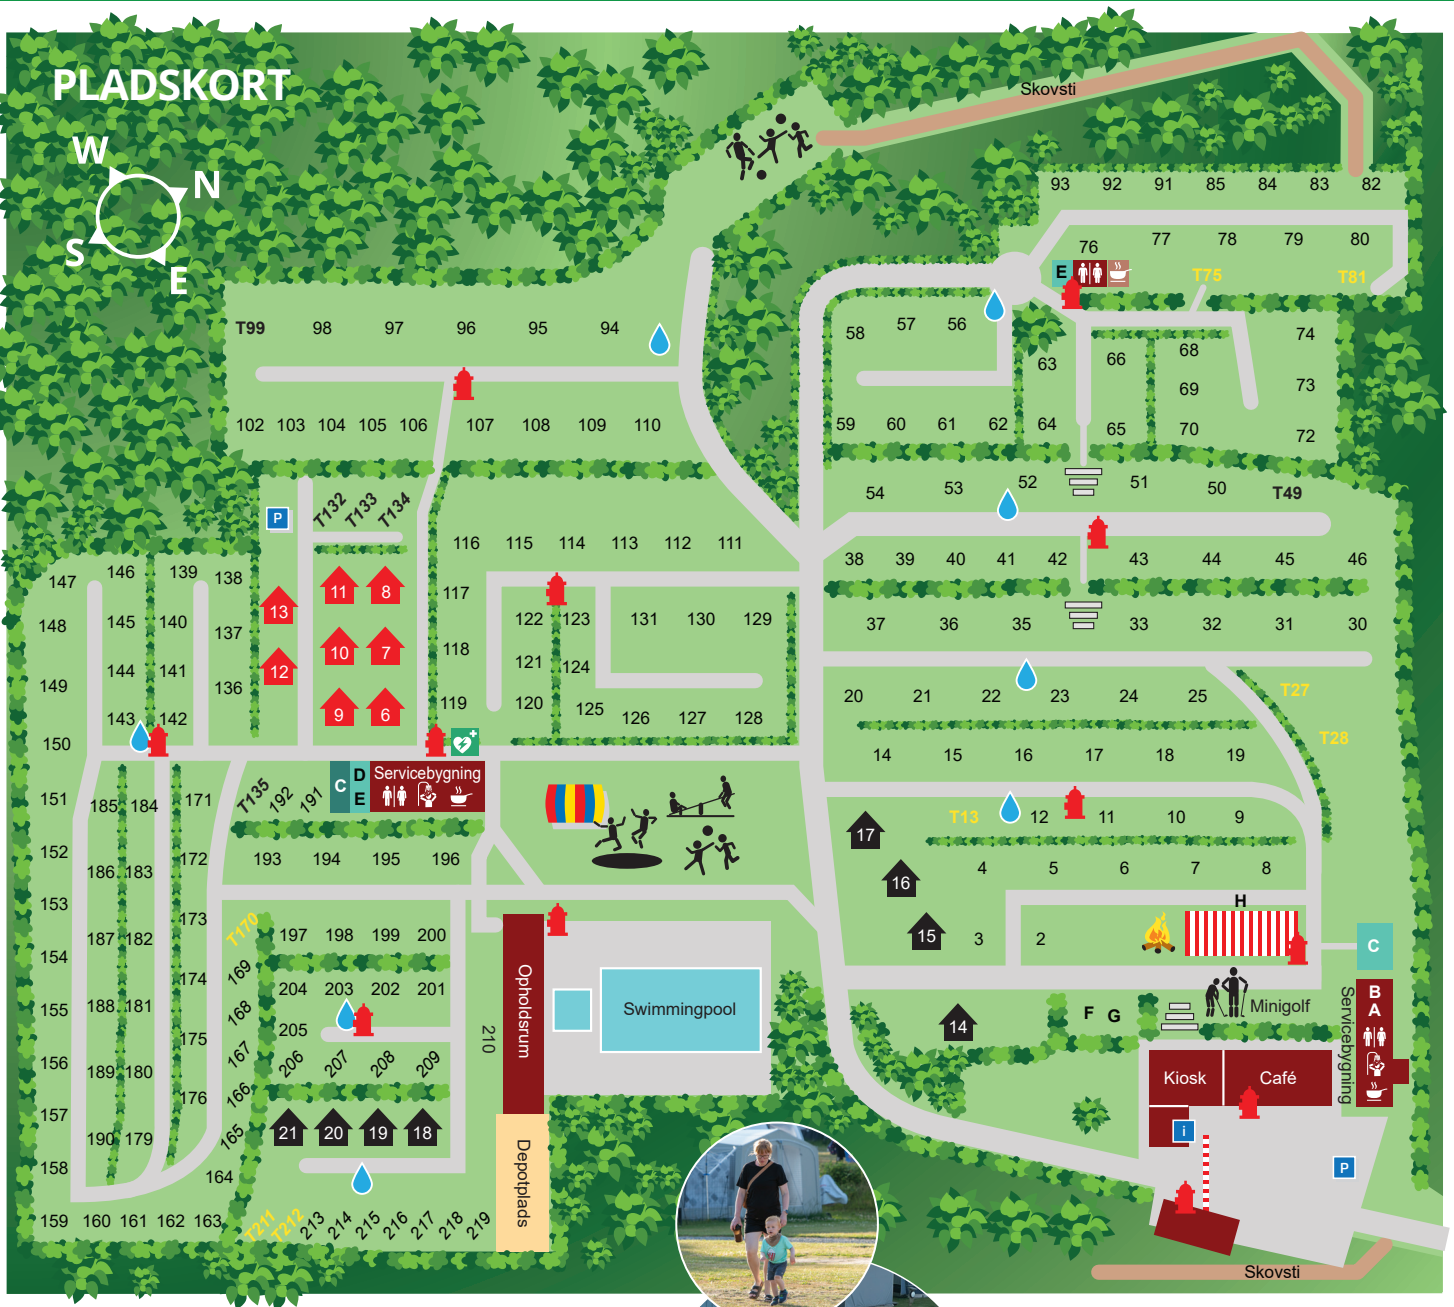 PLADSKORT
W
N
S
E
Skovsti
93 92 91 85 84 83 82
76 77 78 79 80
E
T75 T81
T99 98 97 96 95 94
58 57 56
63 66 68 74
69 73
102 103 104 105 106 107 108 109 110
59 60 61 62 64 65 70 72
54 53 52 51 50 T49
P
T132 T133 T134
116 115 114 113 112 111
38 39 40 41 42 43 44 45 46
147 146 139 138
13 11 8
117
148 145 140 137
122 123 131 130 129
37 36 35 33 32 31 30
10 7
118
144 141 12
121 124
149 136
9 6
119
120 125 126 127 128
20 21 22 23 24 25 T27
143 142
150
T28
14 15 16 17 18 19
C
D
E
Servicebygning
151 185 184 171 T135 192 191
T13 12 11 10 9
17
152 186 183 172 193 194 195 196
4 5 6 7 8
16
H
153 187 182 173 T170 197 198 199 200
15 3 2
C
154 188 181 174 169 204 203 202 201
155 168 205
175
210
Opholdsrum
Swimmingpool
14
F G
Minigolf
B
A
Servicebygning
156 189 180 167 206 207 208 209
176 166
Kiosk
Café
157 190 179 165 21 20 19 18
i
P
158 164
Depotplads
159 160 161 162 163 T211 T212 213 214 215 216 217 218 219
Skovsti